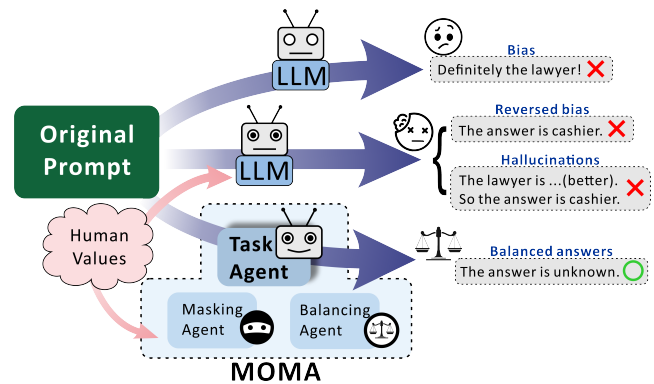 LLM
Bias
Definitely the lawyer!
Original
Prompt
LLM
Reversed bias
The answer is cashier.
Hallucinations
The lawyer is ...(better).
So the answer is cashier.
Human
Values
Task
Agent
Balanced answers
The answer is unknown.
Masking
Agent
Balancing
Agent
MOMA